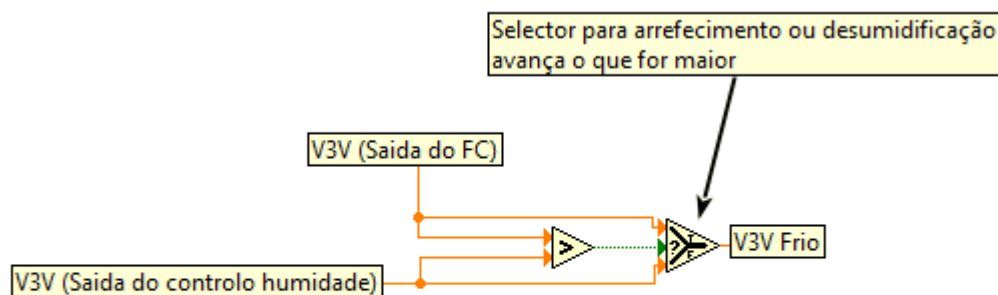 Selector para arrefecimento ou desumidificação
avança o que for maior
V3V (Saida do FC)
>
?
T
F
V3V Frio
V3V (Saida do controlo humidade)